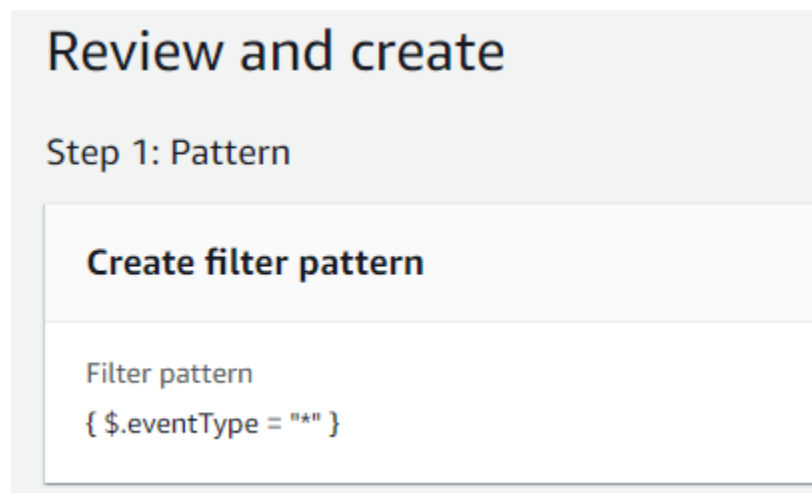 Review and create
Step 1: Pattern
Create filter pattern
Filter pattern
{ $.eventType = "*" }